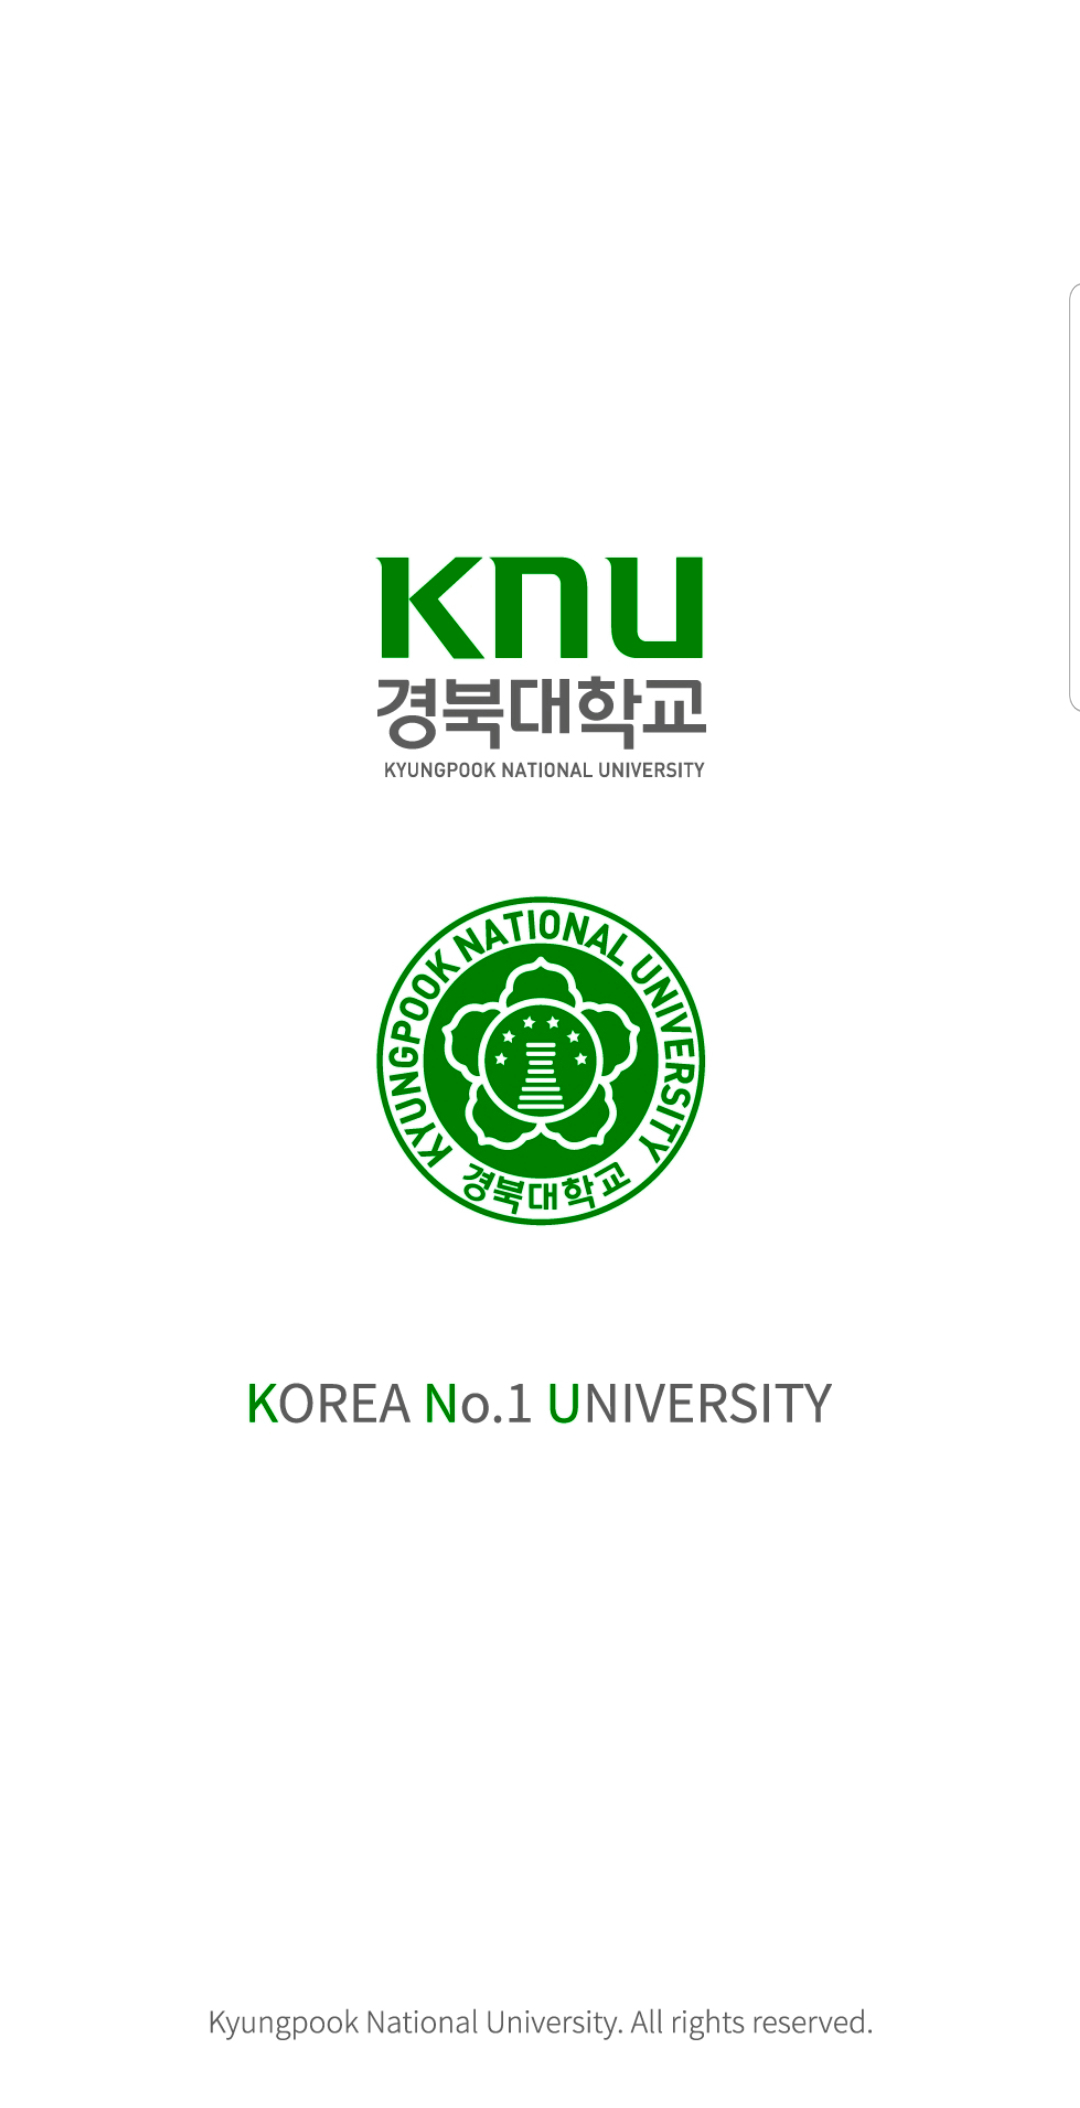 KNU
경북대학교
KYUNGPOOK NATIONAL UNIVERSITY
KYUNGPOOK NATIONAL UNIVERSITY
경북대학교
KOREA No.1 UNIVERSITY
Kyungpook National University. All rights reserved.